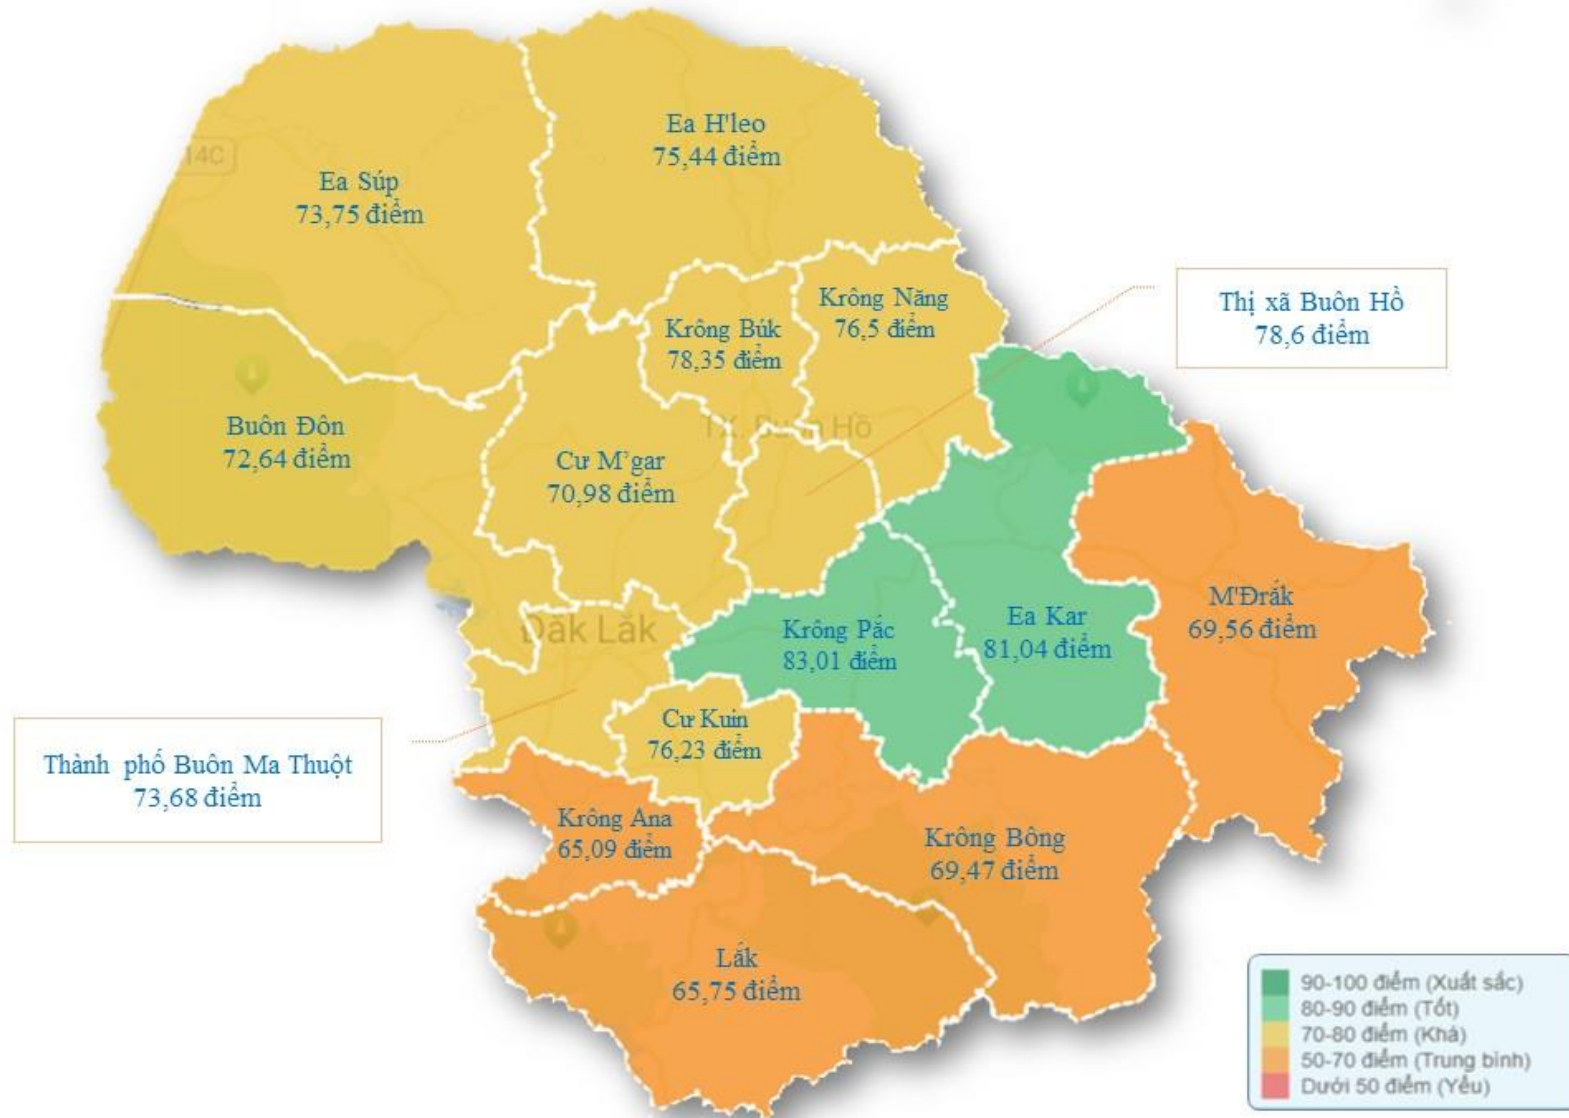 Ea H'leo
75,44 điểm
14C
Ea Súp
73,75 điểm
Krông Năng
76,5 điểm
Thị xã Buôn Hồ
78,6 điểm
Krông Búk
78,35 điểm
TX. Buôn Hồ
Buôn Đôn
72,64 điểm
Cư M'gar
70,98 điểm
M'Đrắk
69,56 điểm
Ea Kar
81,04 điểm
Krông Pắc
83,01 điểm
Đắk Lắk
Cư Kuin
76,23 điểm
Thành phố Buôn Ma Thuột
73,68 điểm
Krông Ana
65,09 điểm
Krông Bông
69,47 điểm
Lắk
65,75 điểm
90-100 điểm (Xuất sắc)
80-90 điểm (Tốt)
70-80 điểm (Khá)
50-70 điểm (Trung bình)
Dưới 50 điểm (Yếu)